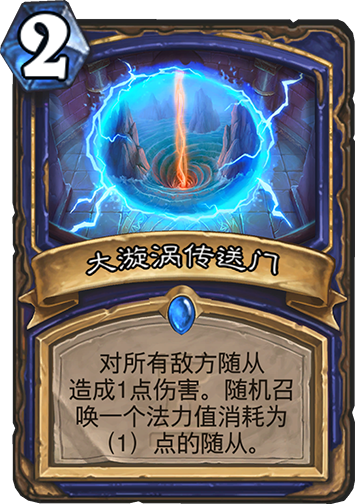 2
大漩涡传送门
对所有敌方随从
造成1点伤害。随机召
唤一个法力值消耗为
（1）点的随从。